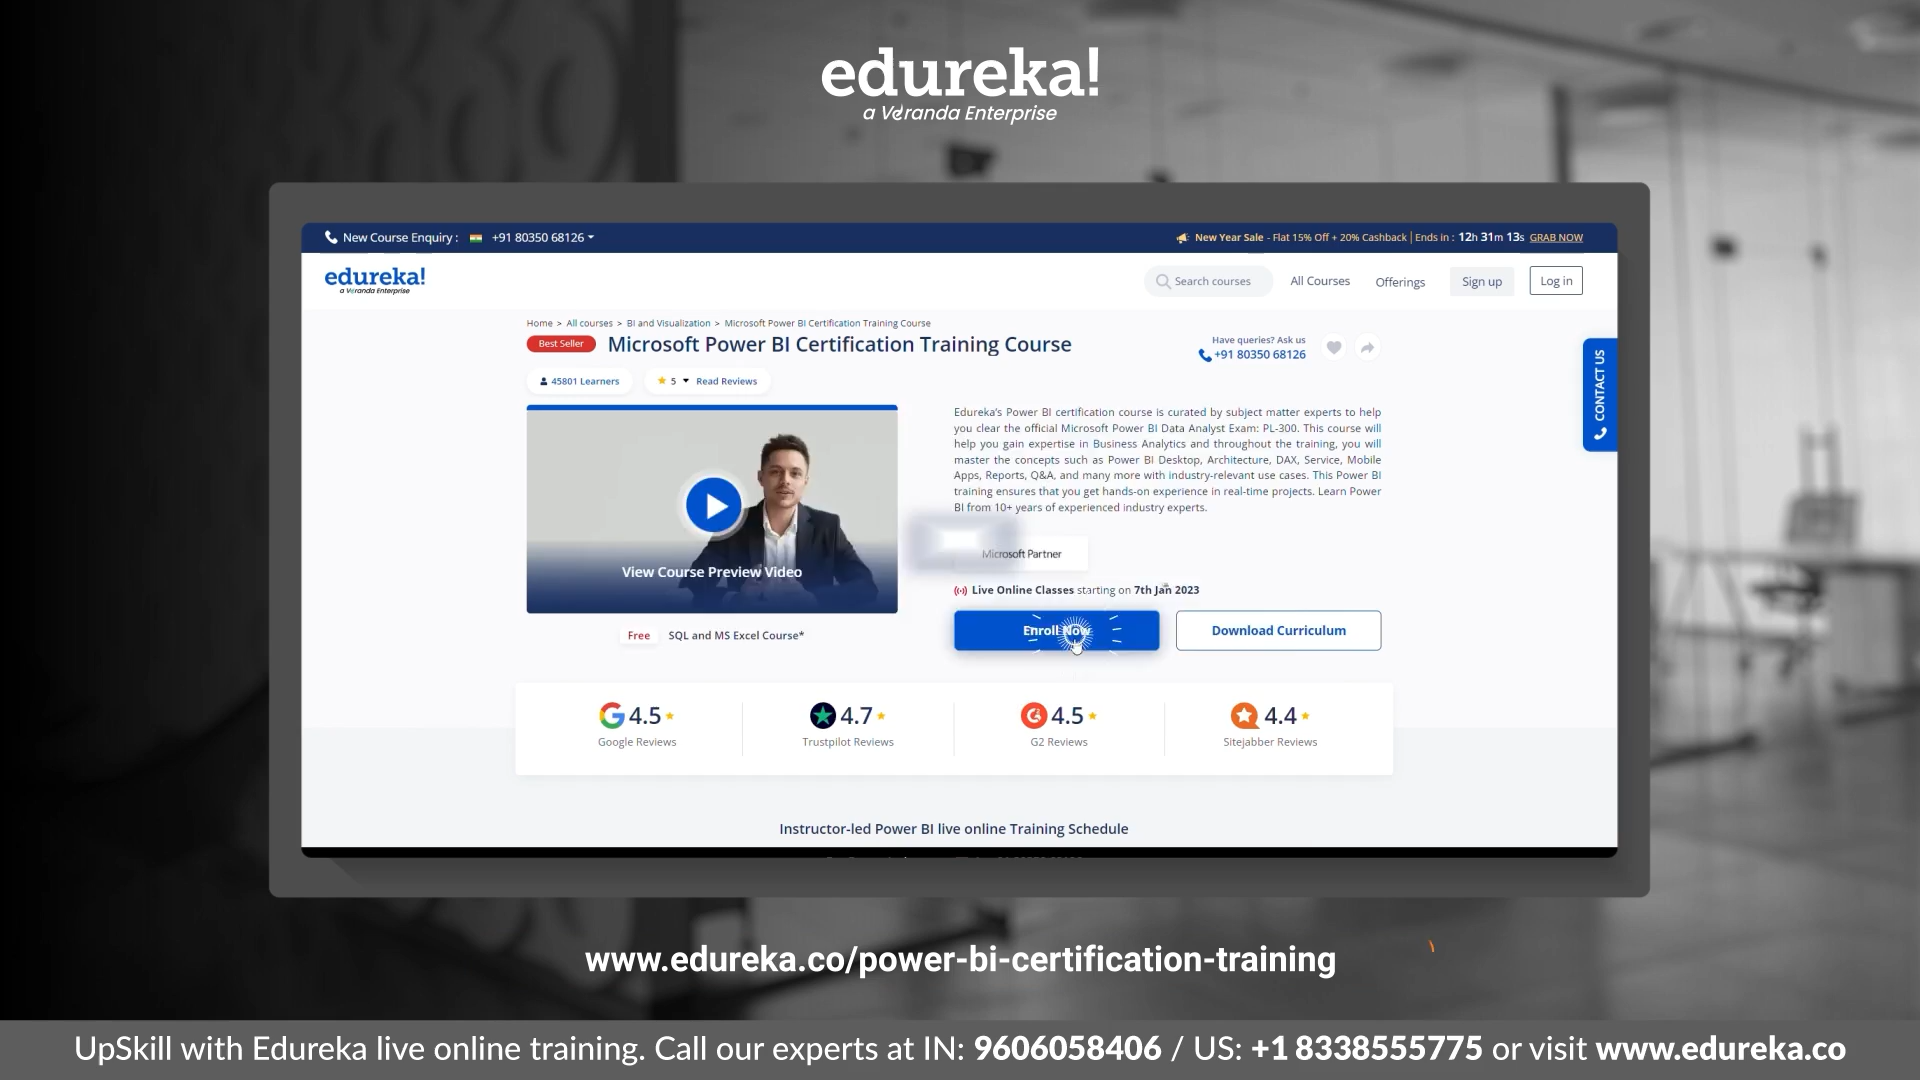 edureka!
a Veranda Enterprise
New Course Enquiry : +91 80350 68126
New Year Sale - Flat 15% Off + 20% Cashback | Ends in : 12h 31m 13s GRAB NOW
edureka!
a Veranda Enterprise
Search courses
All Courses
Offerings
Sign up
Log in
Home > All courses > BI and Visualization > Microsoft Power BI Certification Training Course
Best Seller
Microsoft Power BI Certification Training Course
Have queries? Ask us
+91 80350 68126
45801 Learners
5 Read Reviews
CONTACT US
Edureka's Power BI certification course is curated by subject matter experts to help
you clear the official Microsoft Power BI Data Analyst Exam: PL-300. This course will
help you gain expertise in Business Analytics and throughout the training, you will
master the concepts such as Power BI Desktop, Architecture, DAX, Service, Mobile
Apps, Reports, Q&A, and many more with industry-relevant use cases. This Power BI
training ensures that you get hands-on experience in real-time projects. Learn Power
BI from 10+ years of experienced industry experts.
View Course Preview Video
Microsoft Partner
Live Online Classes starting on 7th Jan 2023
Free SQL and MS Excel Course*
Enroll Now
Download Curriculum
4.5
Google Reviews
4.7
Trustpilot Reviews
4.5
G2 Reviews
4.4
Sitejabber Reviews
Instructor-led Power BI live online Training Schedule
www.edureka.co/power-bi-certification-training
UpSkill with Edureka live online training. Call our experts at IN: 9606058406 / US: +1 8338555775 or visit www.edureka.co